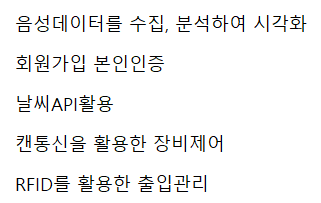 음성데이터를 수집, 분석하여 시각화
회원가입 본인인증
날씨API활용
캔통신을 활용한 장비제어
RFID를 활용한 출입관리